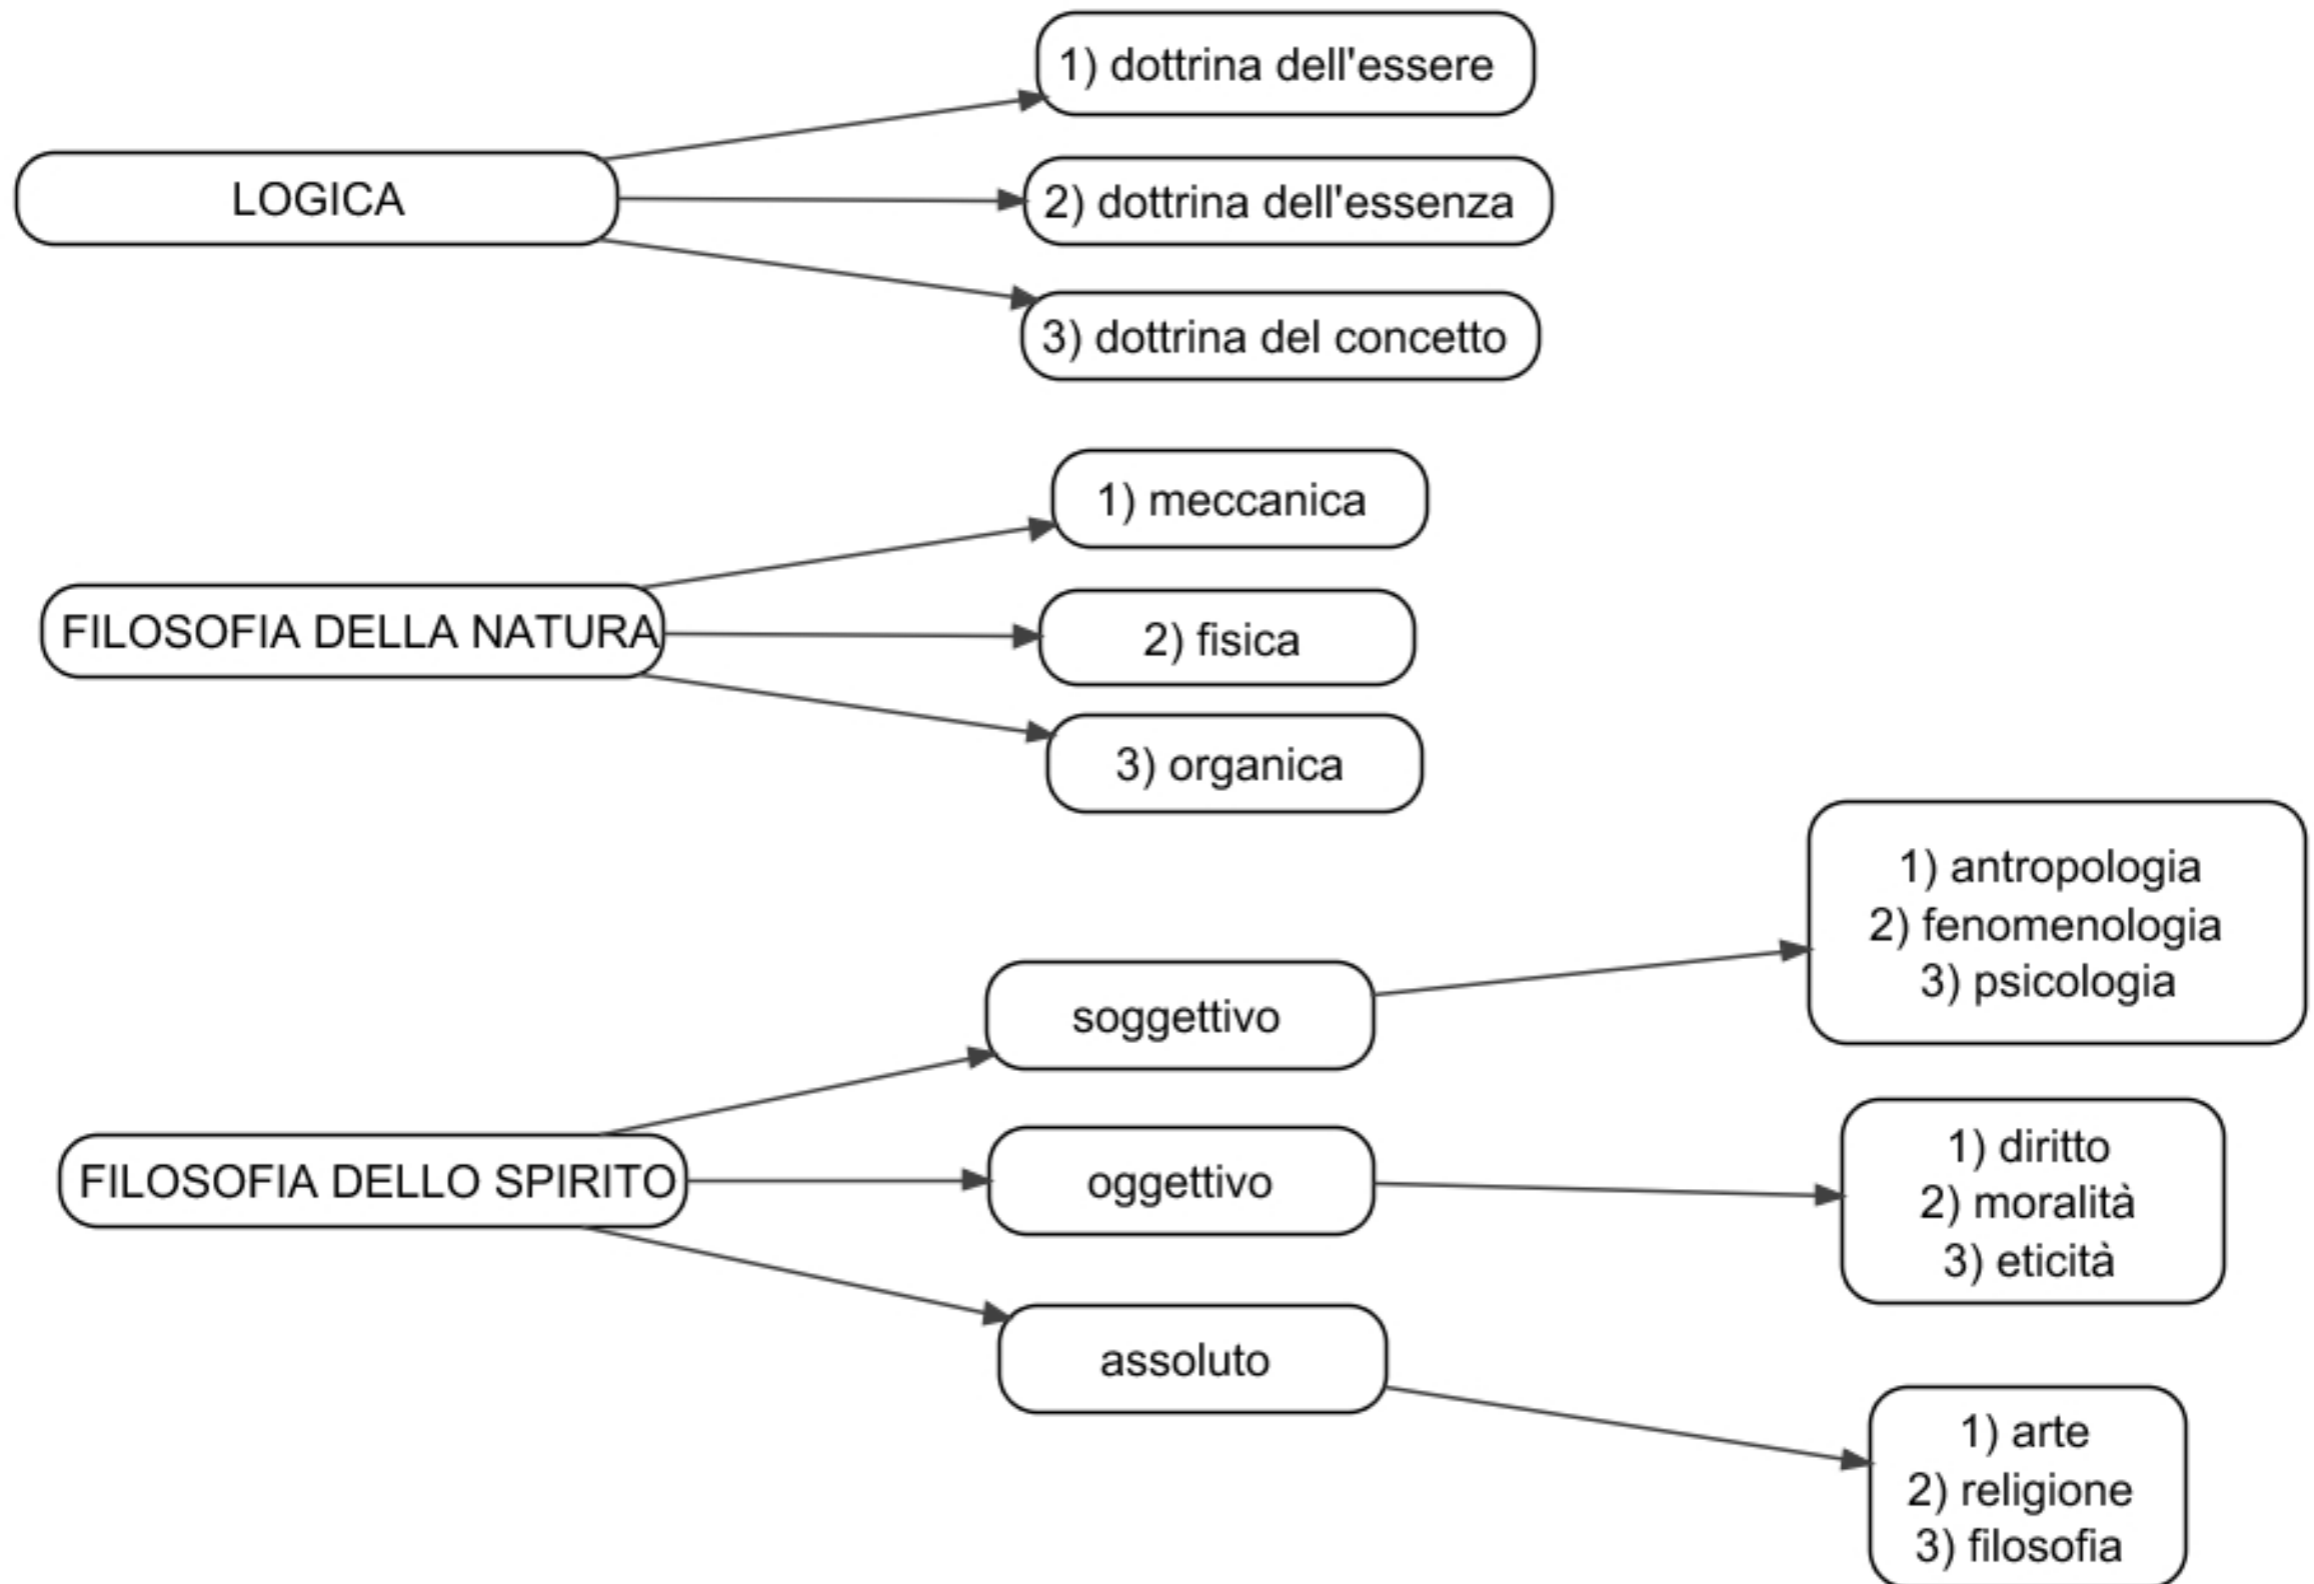 LOGICA
1) dottrina dell'essere
2) dottrina dell'essenza
3) dottrina del concetto
FILOSOFIA DELLA NATURA
1) meccanica
2) fisica
3) organica
FILOSOFIA DELLO SPIRITO
soggettivo
1) antropologia
2) fenomenologia
3) psicologia
oggettivo
1) diritto
2) moralità
3) eticità
assoluto
1) arte
2) religione
3) filosofia